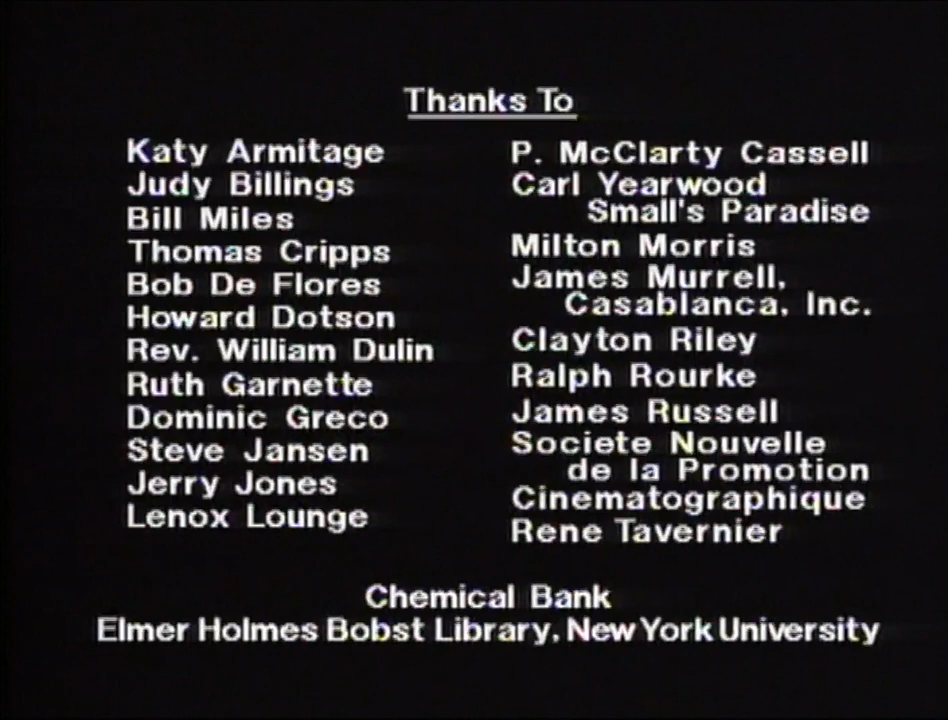 Thanks To
Katy Armitage
Judy Billings
Bill Miles
Thomas Cripps
Bob De Flores
Howard Dotson
Rev. William Dulin
Ruth Garnette
Dominic Greco
Steve Jansen
Jerry Jones
Lenox Lounge
P. McClarty Cassell
Carl Yearwood
Small's Paradise
Milton Morris
James Murrell,
Casablanca, Inc.
Clayton Riley
Ralph Rourke
James Russell
Societe Nouvelle
de la Promotion
Cinematographique
Rene Tavernier
Chemical Bank
Elmer Holmes Bobst Library, New York University